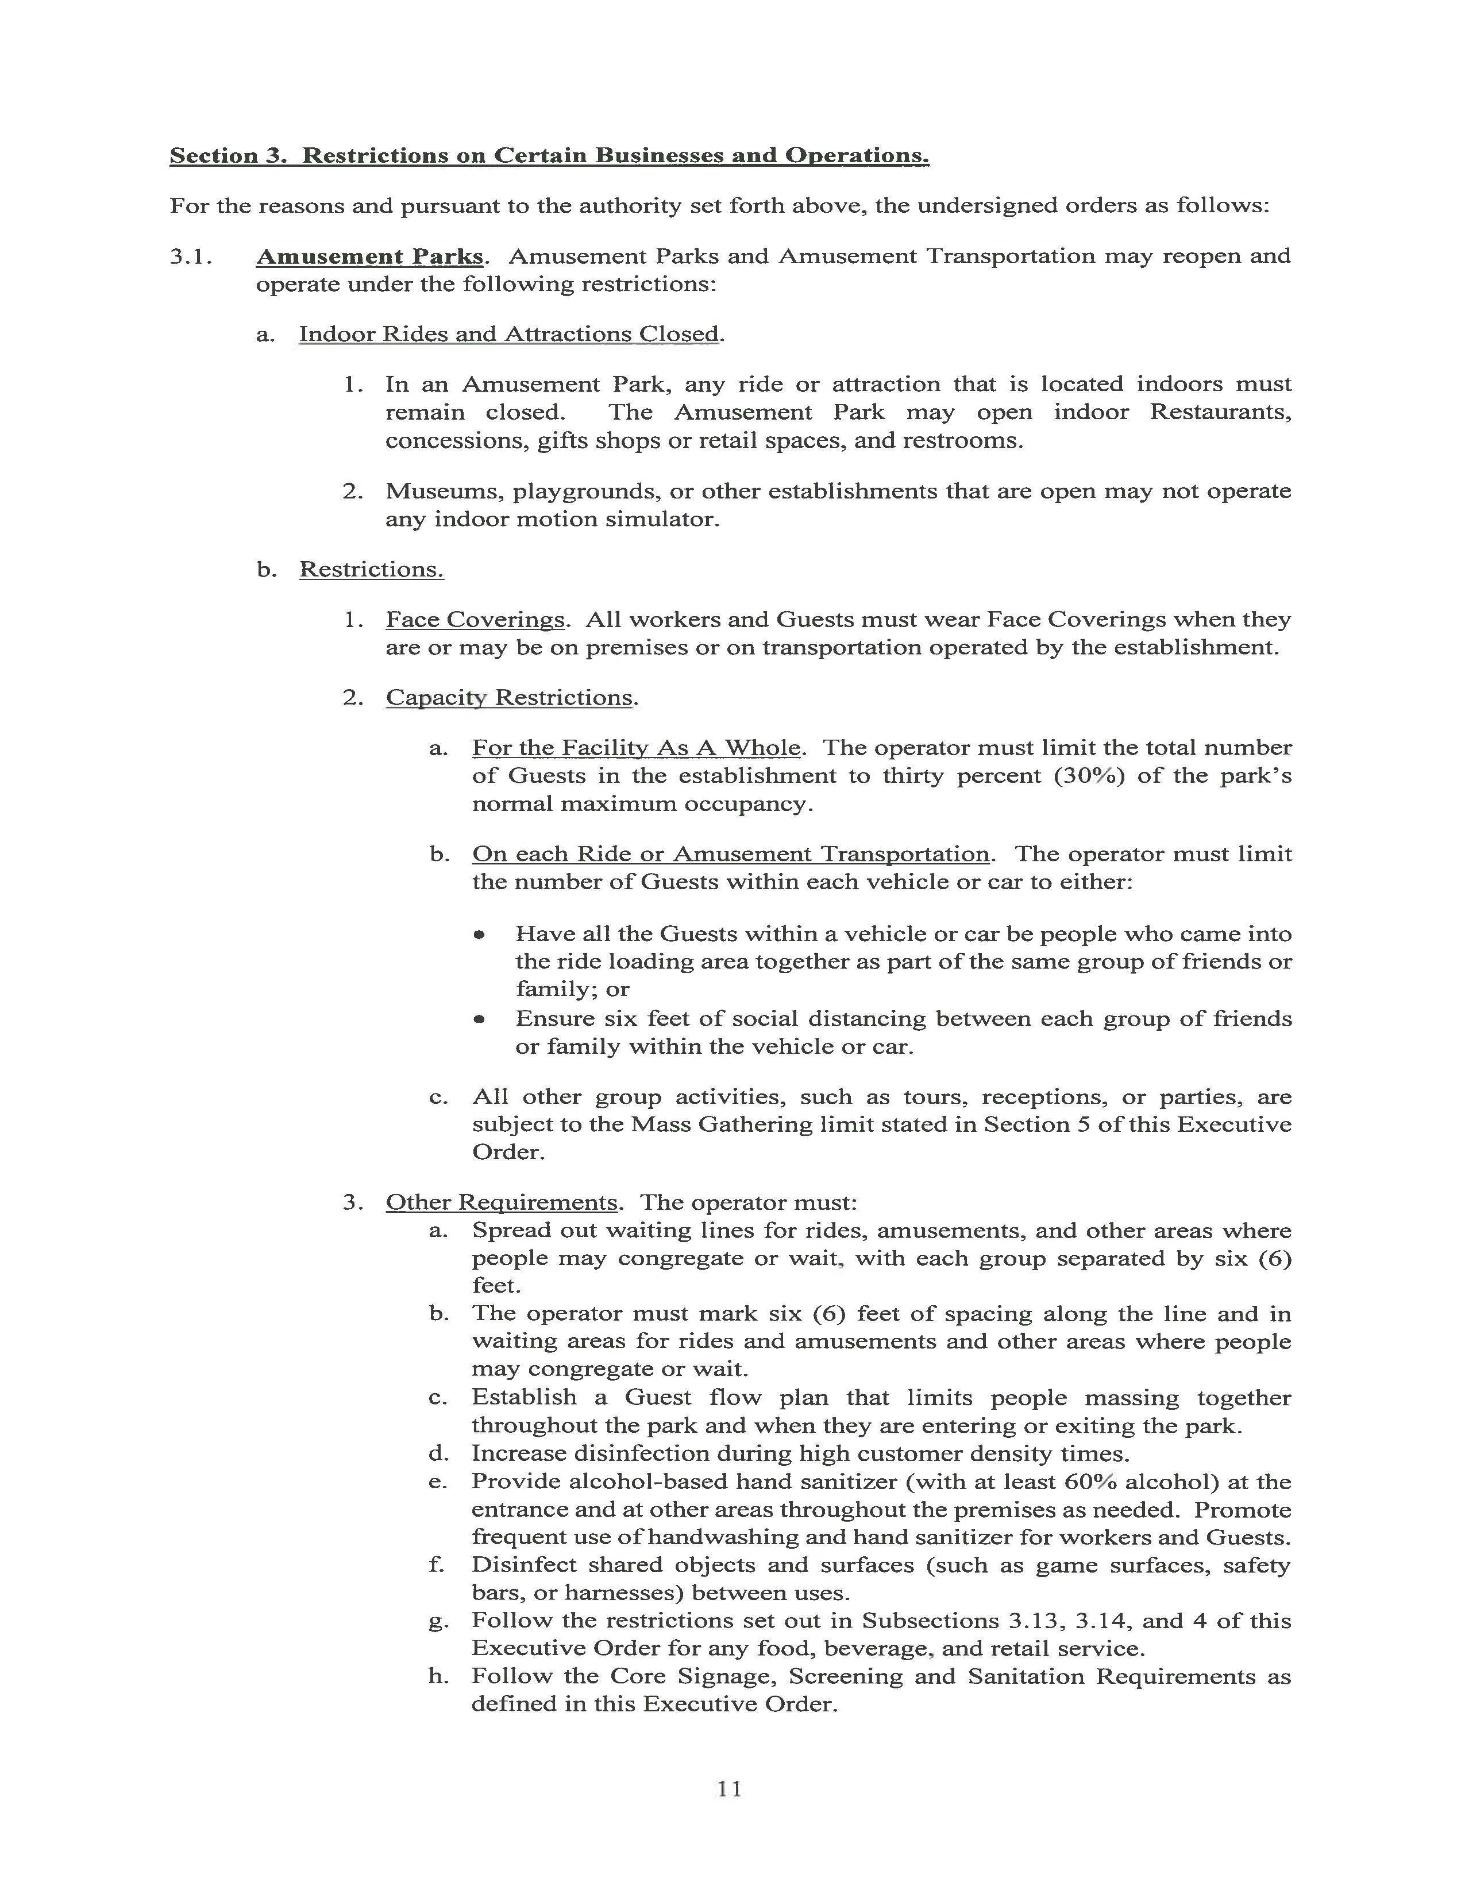 Section 3. Restrictions on Certain Businesses and Operations.
For the reasons and pursuant to the authority set forth above, the undersigned orders as follows:
3.1. Amusement Parks. Amusement Parks and Amusement Transportation may reopen and
operate under the following restrictions:
a. Indoor Rides and Attractions Closed.
1. In an Amusement Park, any ride or attraction that is located indoors must
remain closed. The Amusement Park may open indoor Restaurants,
concessions, gifts shops or retail spaces, and restrooms.
2. Museums, playgrounds, or other establishments that are open may not operate
any indoor motion simulator.
b. Restrictions.
1. Face Coverings. All workers and Guests must wear Face Coverings when they
are or may be on premises or on transportation operated by the establishment.
2. Capacity Restrictions.
a. For the Facility As A Whole. The operator must limit the total number
of Guests in the establishment to thirty percent (30%) of the park's
normal maximum occupancy.
b. On each Ride or Amusement Transportation. The operator must limit
the number of Guests within each vehicle or car to either:
• Have all the Guests within a vehicle or car be people who came into
the ride loading area together as part of the same group of friends or
family; or
• Ensure six feet of social distancing between each group of friends
or family within the vehicle or car.
c. All other group activities, such as tours, receptions, or parties, are
subject to the Mass Gathering limit stated in Section 5 of this Executive
Order.
3. Other Requirements. The operator must:
a. Spread out waiting lines for rides, amusements, and other areas where
people may congregate or wait, with each group separated by six (6)
feet.
b. The operator must mark six (6) feet of spacing along the line and in
waiting areas for rides and amusements and other areas where people
may congregate or wait.
c. Establish a Guest flow plan that limits people massing together
throughout the park and when they are entering or exiting the park.
d. Increase disinfection during high customer density times.
e. Provide alcohol-based hand sanitizer (with at least 60% alcohol) at the
entrance and at other areas throughout the premises as needed. Promote
frequent use of handwashing and hand sanitizer for workers and Guests.
f. Disinfect shared objects and surfaces (such as game surfaces, safety
bars, or harnesses) between uses.
g. Follow the restrictions set out in Subsections 3.13, 3.14, and 4 of this
Executive Order for any food, beverage, and retail service.
h. Follow the Core Signage, Screening and Sanitation Requirements as
defined in this Executive Order.
11